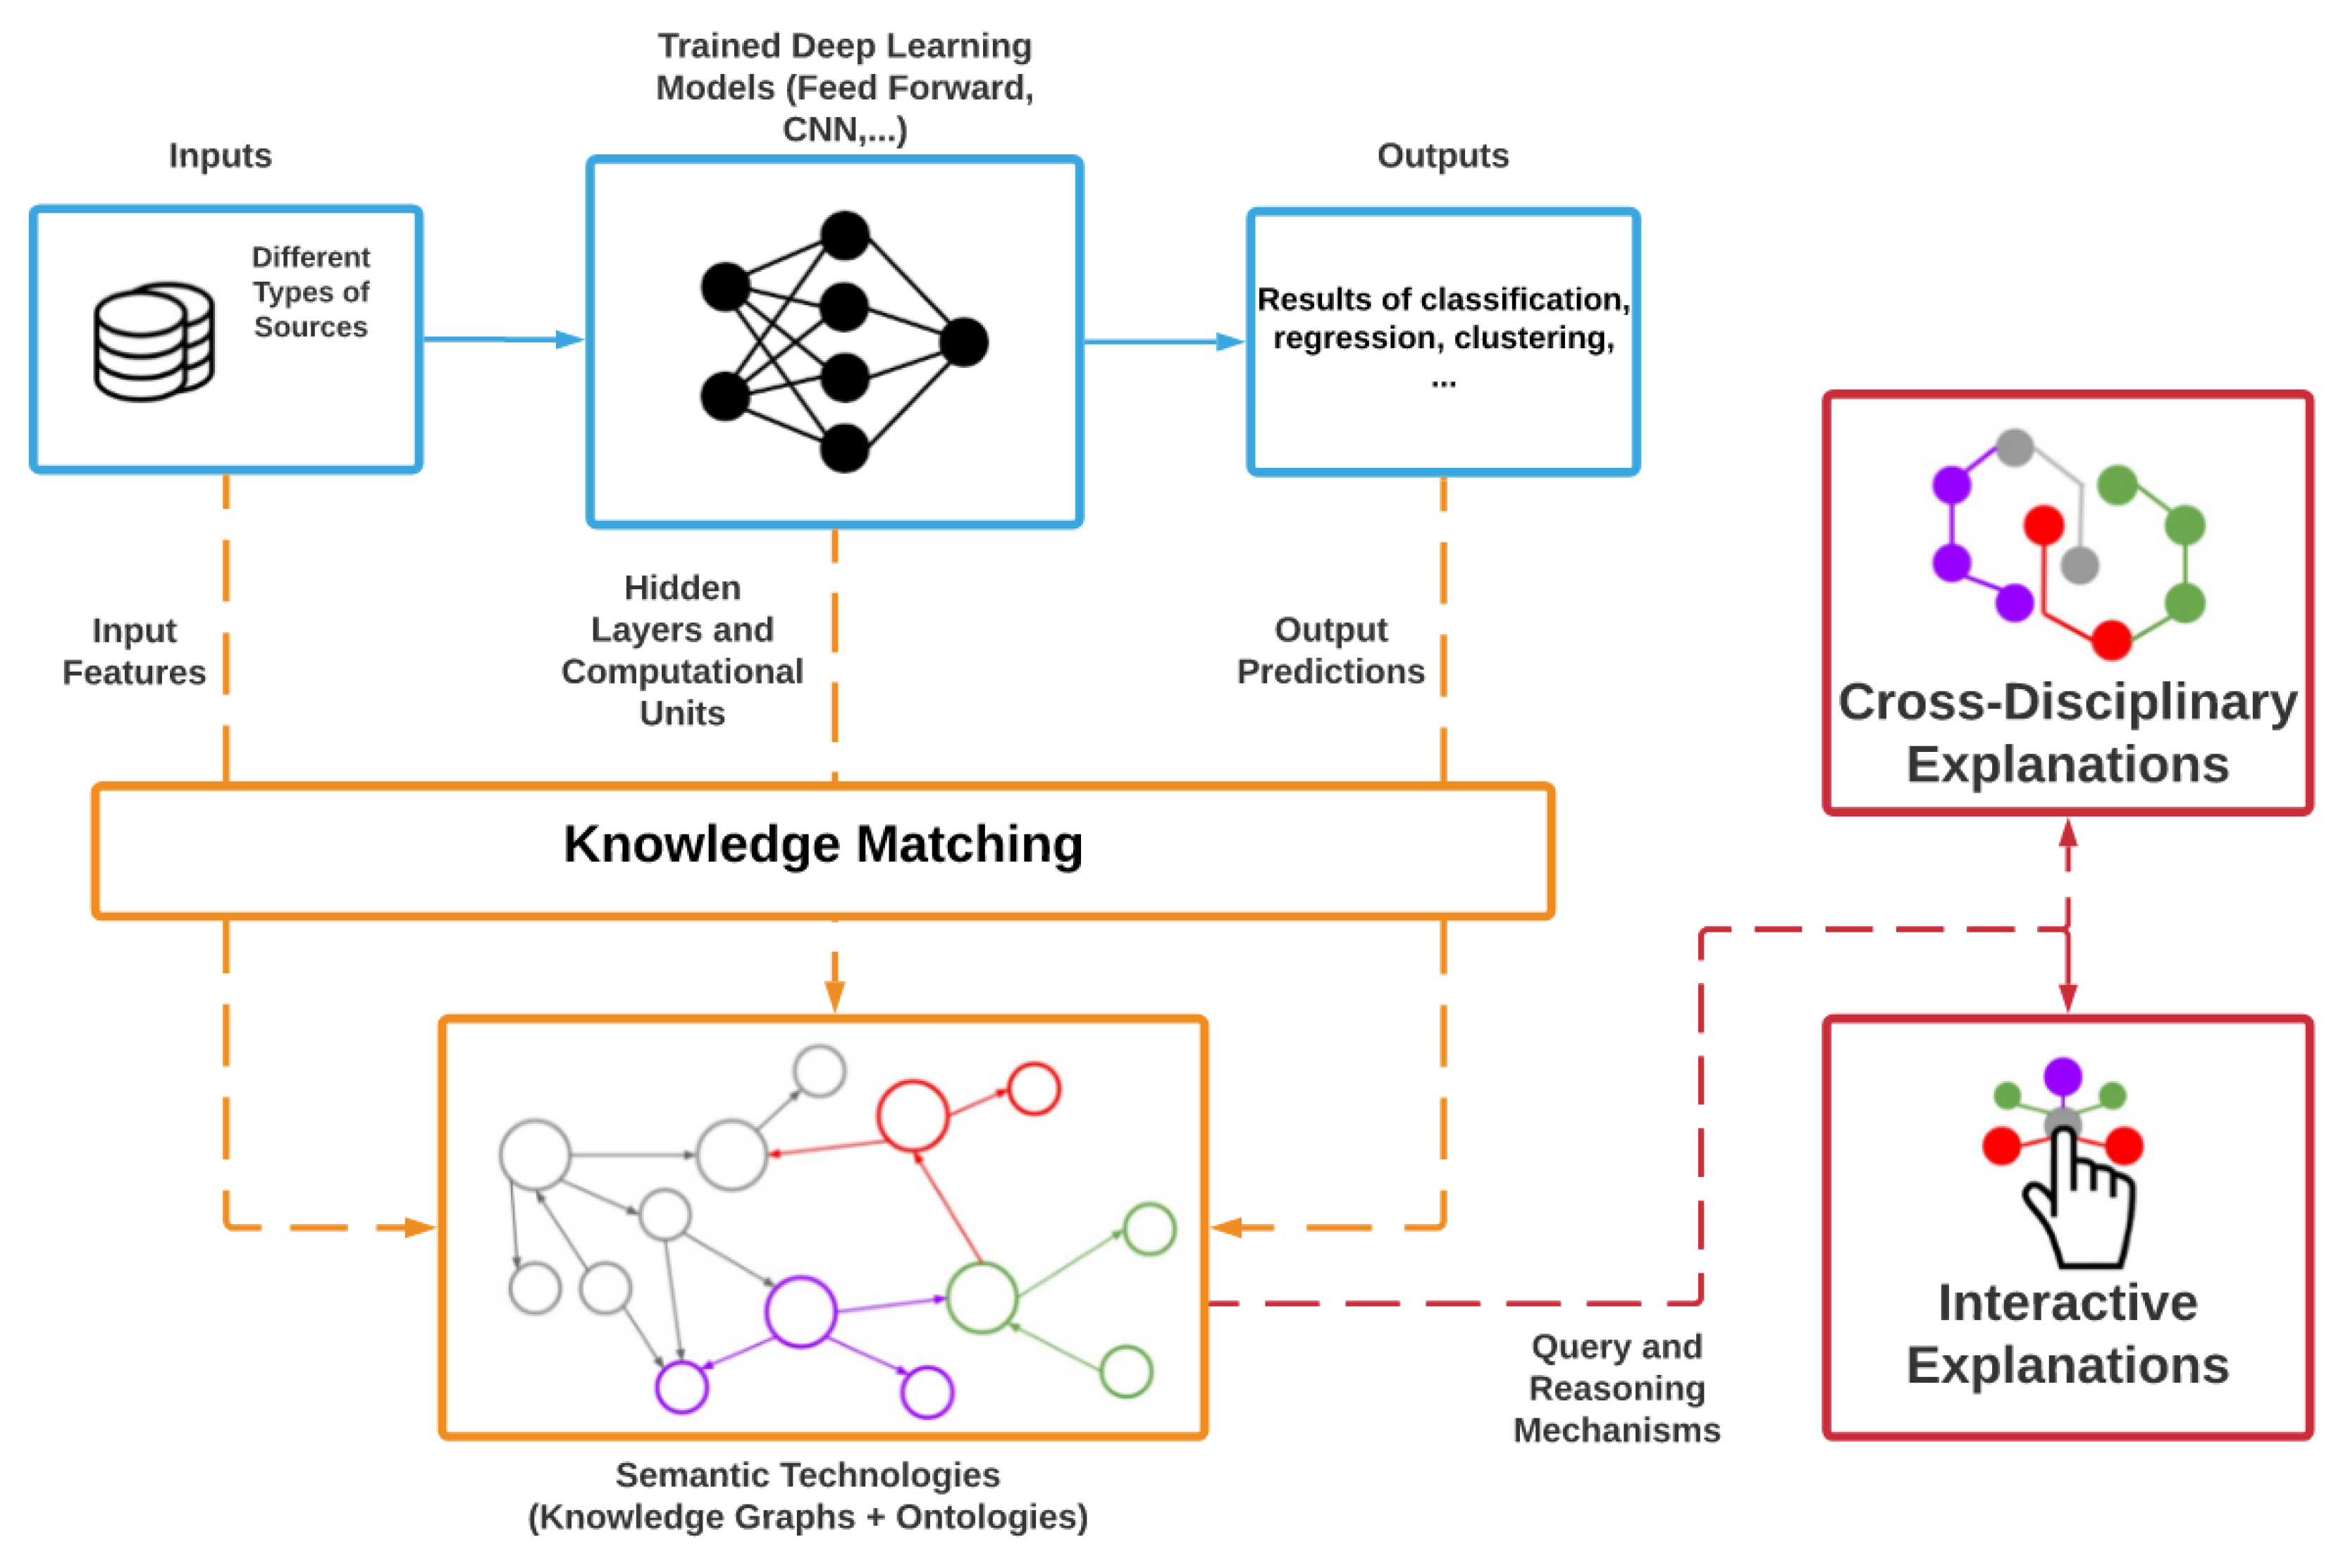 Trained Deep Learning
Models (Feed Forward,
CNN,...)
Inputs
Outputs
Different
Types of
Sources
Results of classification,
regression, clustering,
...
Input
Features
Hidden
Layers and
Computational
Units
Output
Predictions
Cross-Disciplinary
Explanations
Knowledge Matching
Interactive
Explanations
Query and
Reasoning
Mechanisms
Semantic Technologies
(Knowledge Graphs + Ontologies)